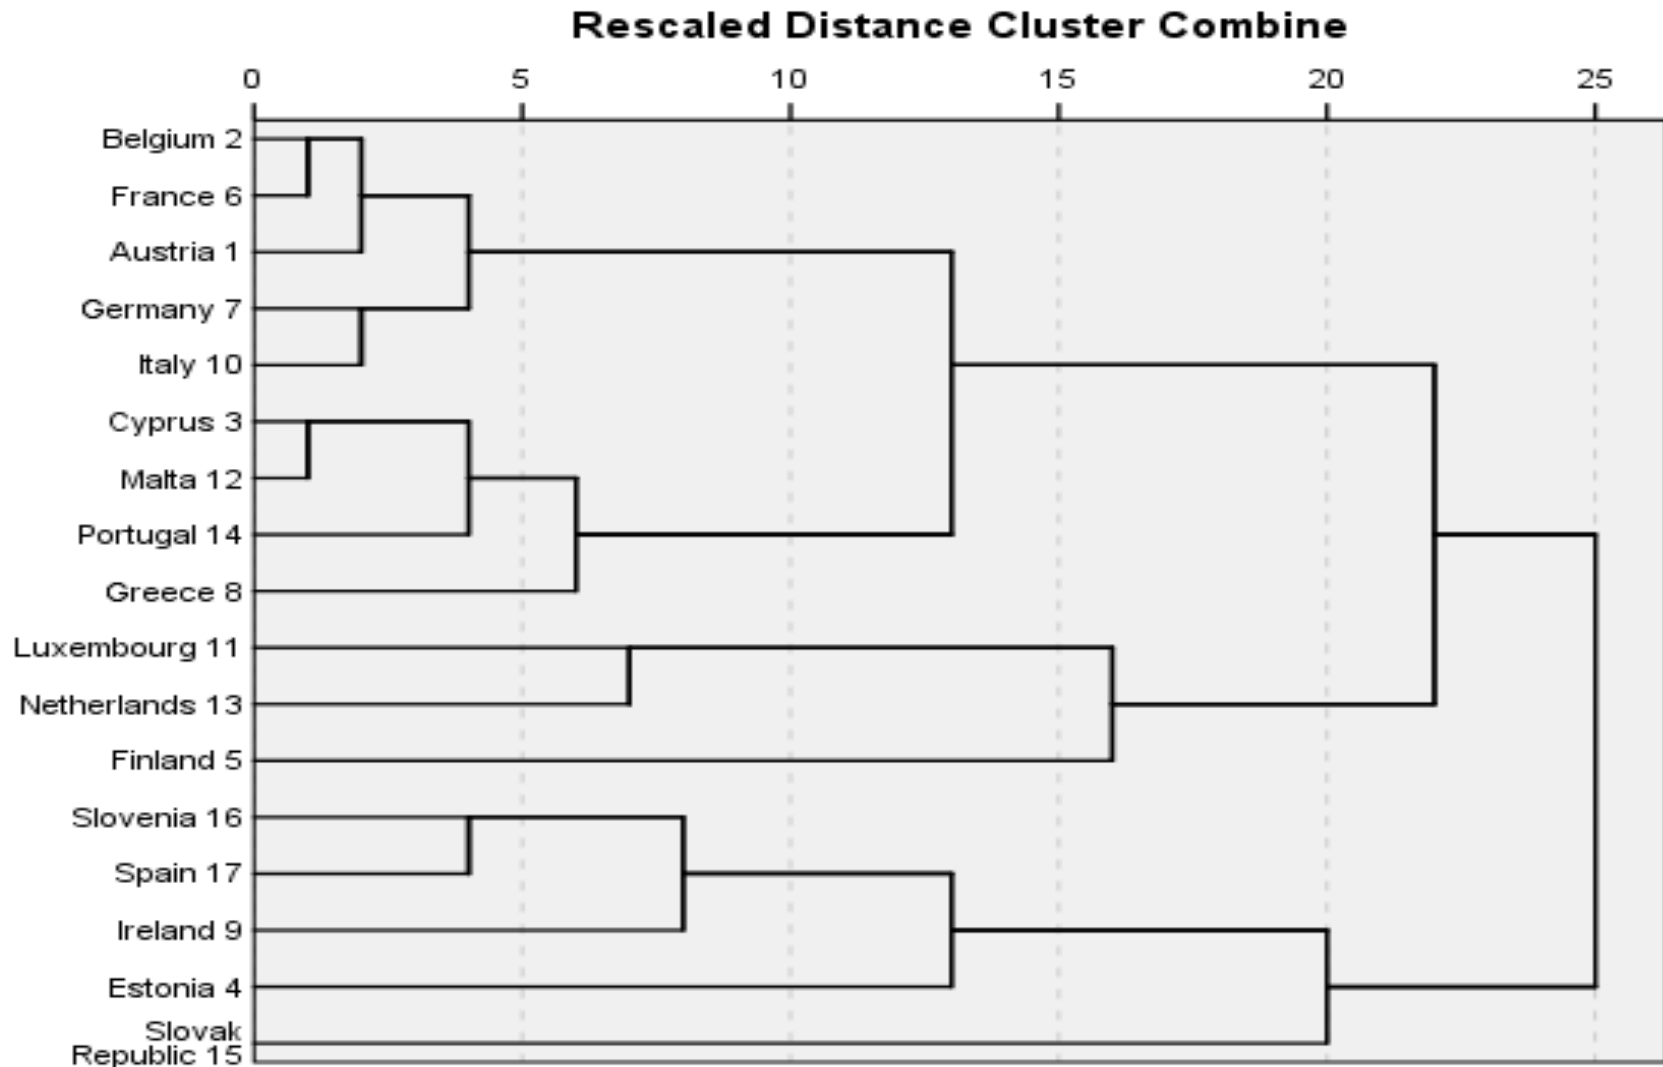 Rescaled Distance Cluster Combine
0 5 10 15 20 25
Belgium 2
France 6
Austria 1
Germany 7
Italy 10
Cyprus 3
Malta 12
Portugal 14
Greece 8
Luxembourg 11
Netherlands 13
Finland 5
Slovenia 16
Spain 17
Ireland 9
Estonia 4
Slovak
Republic 15